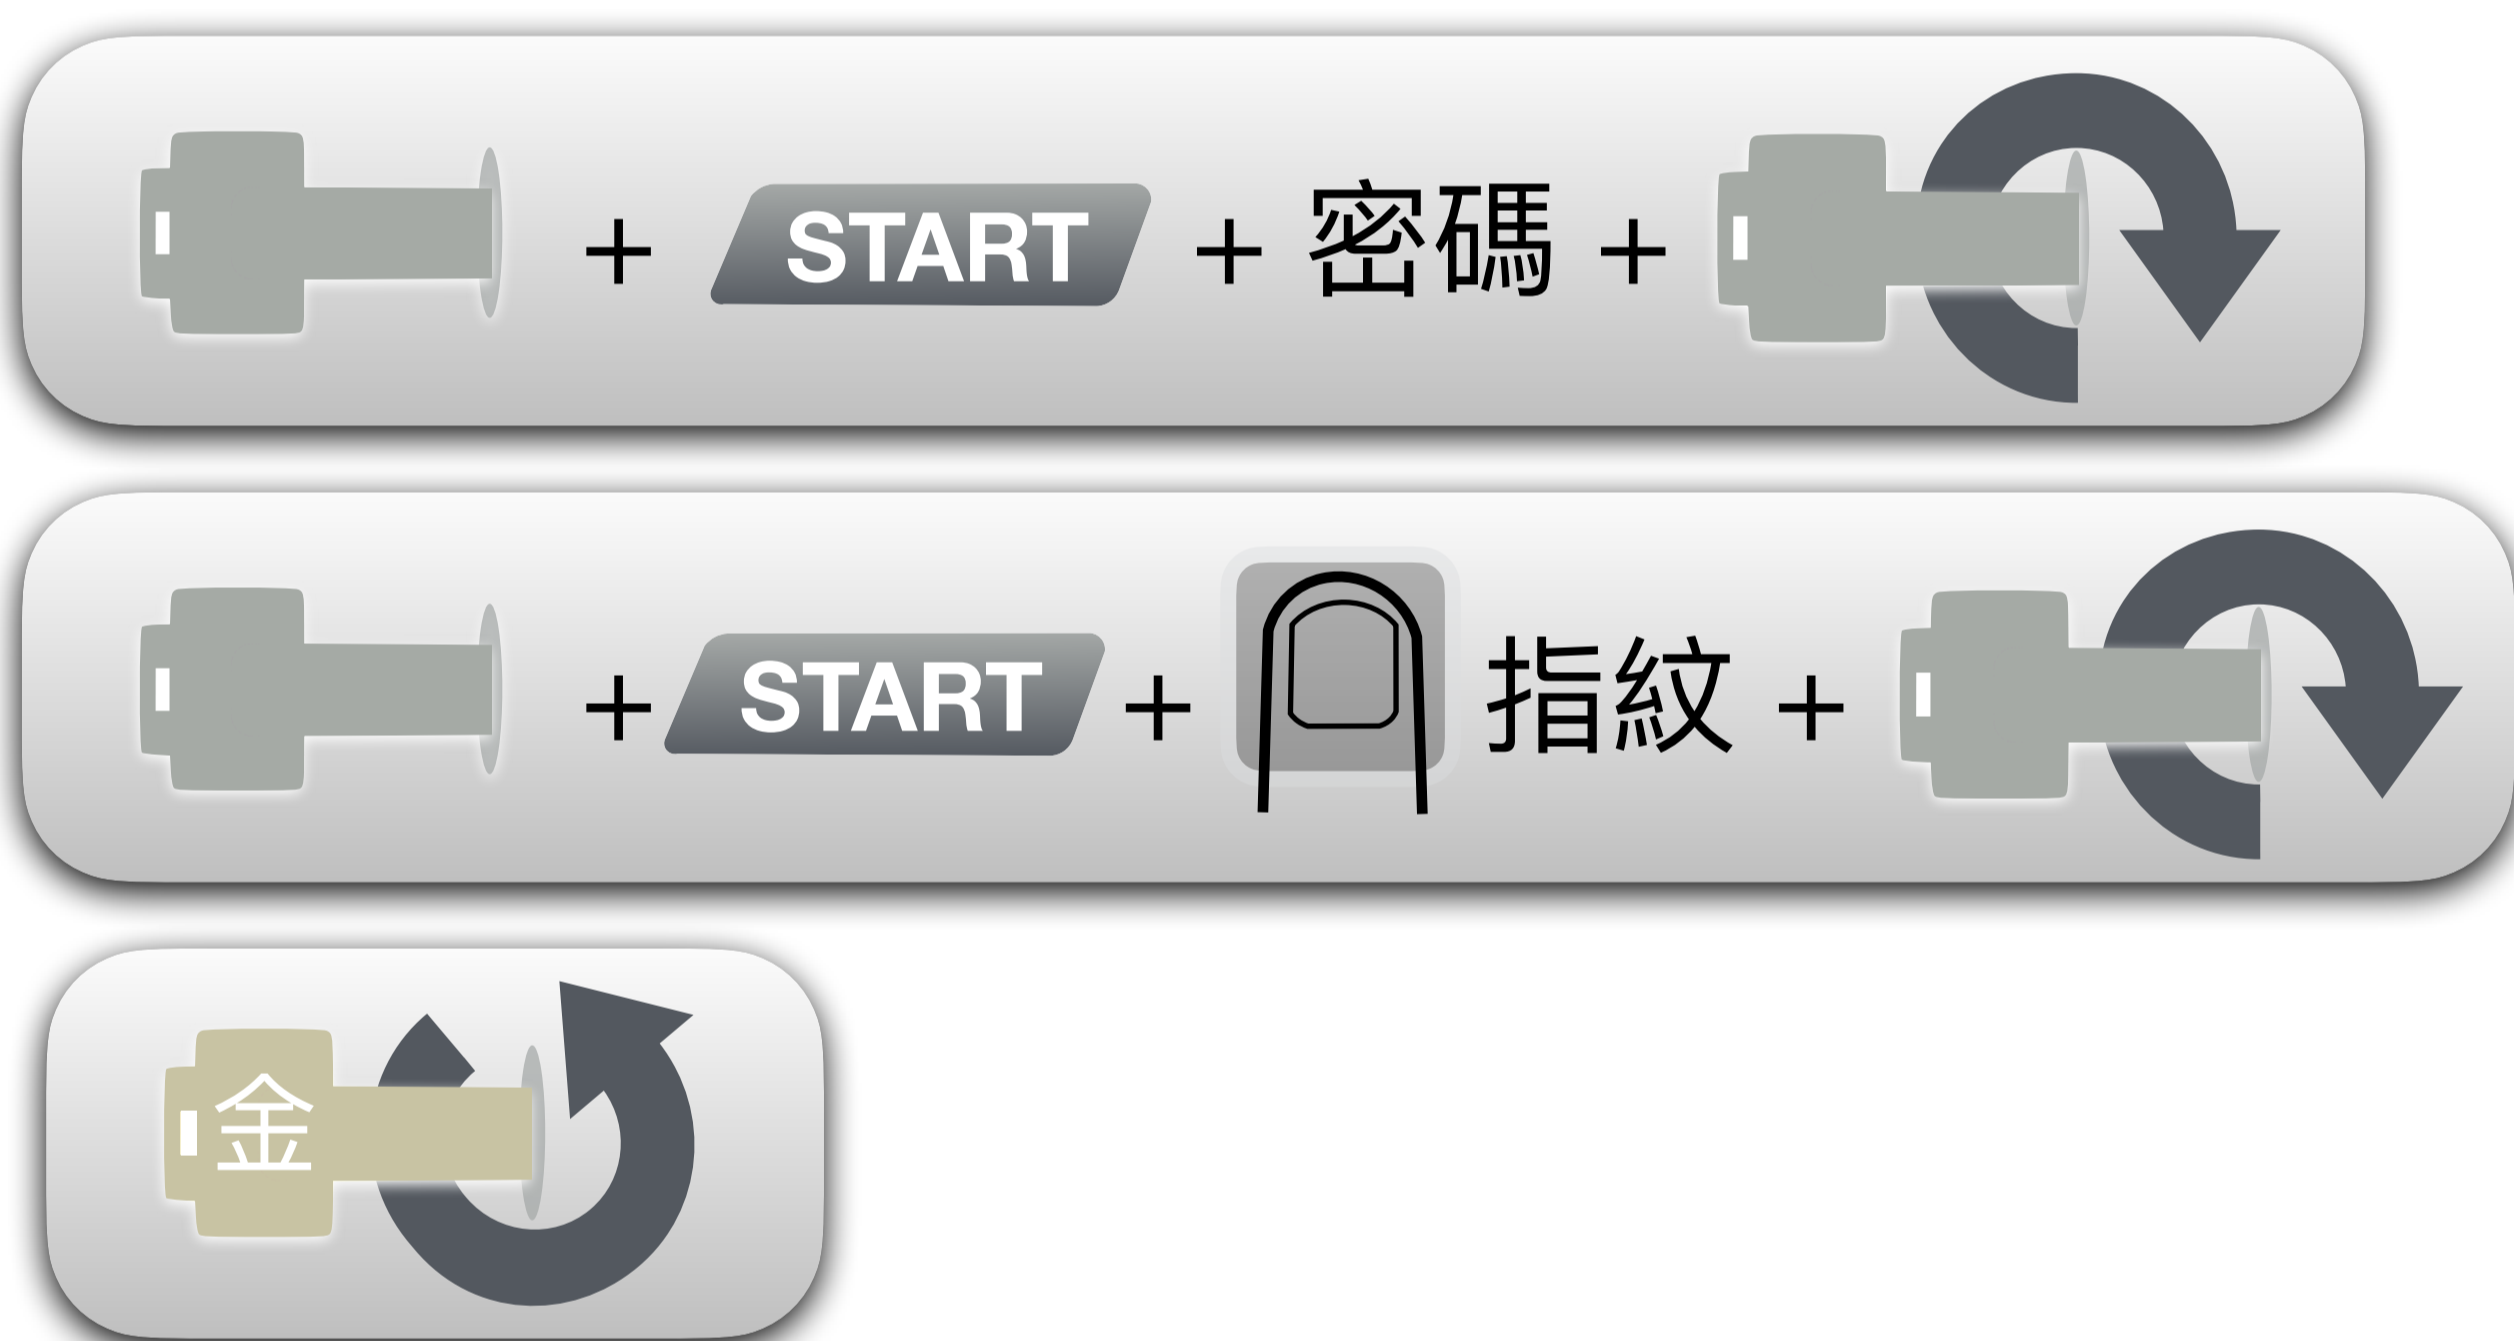 + START + 密碼 +
+ START + 指紋 +
金